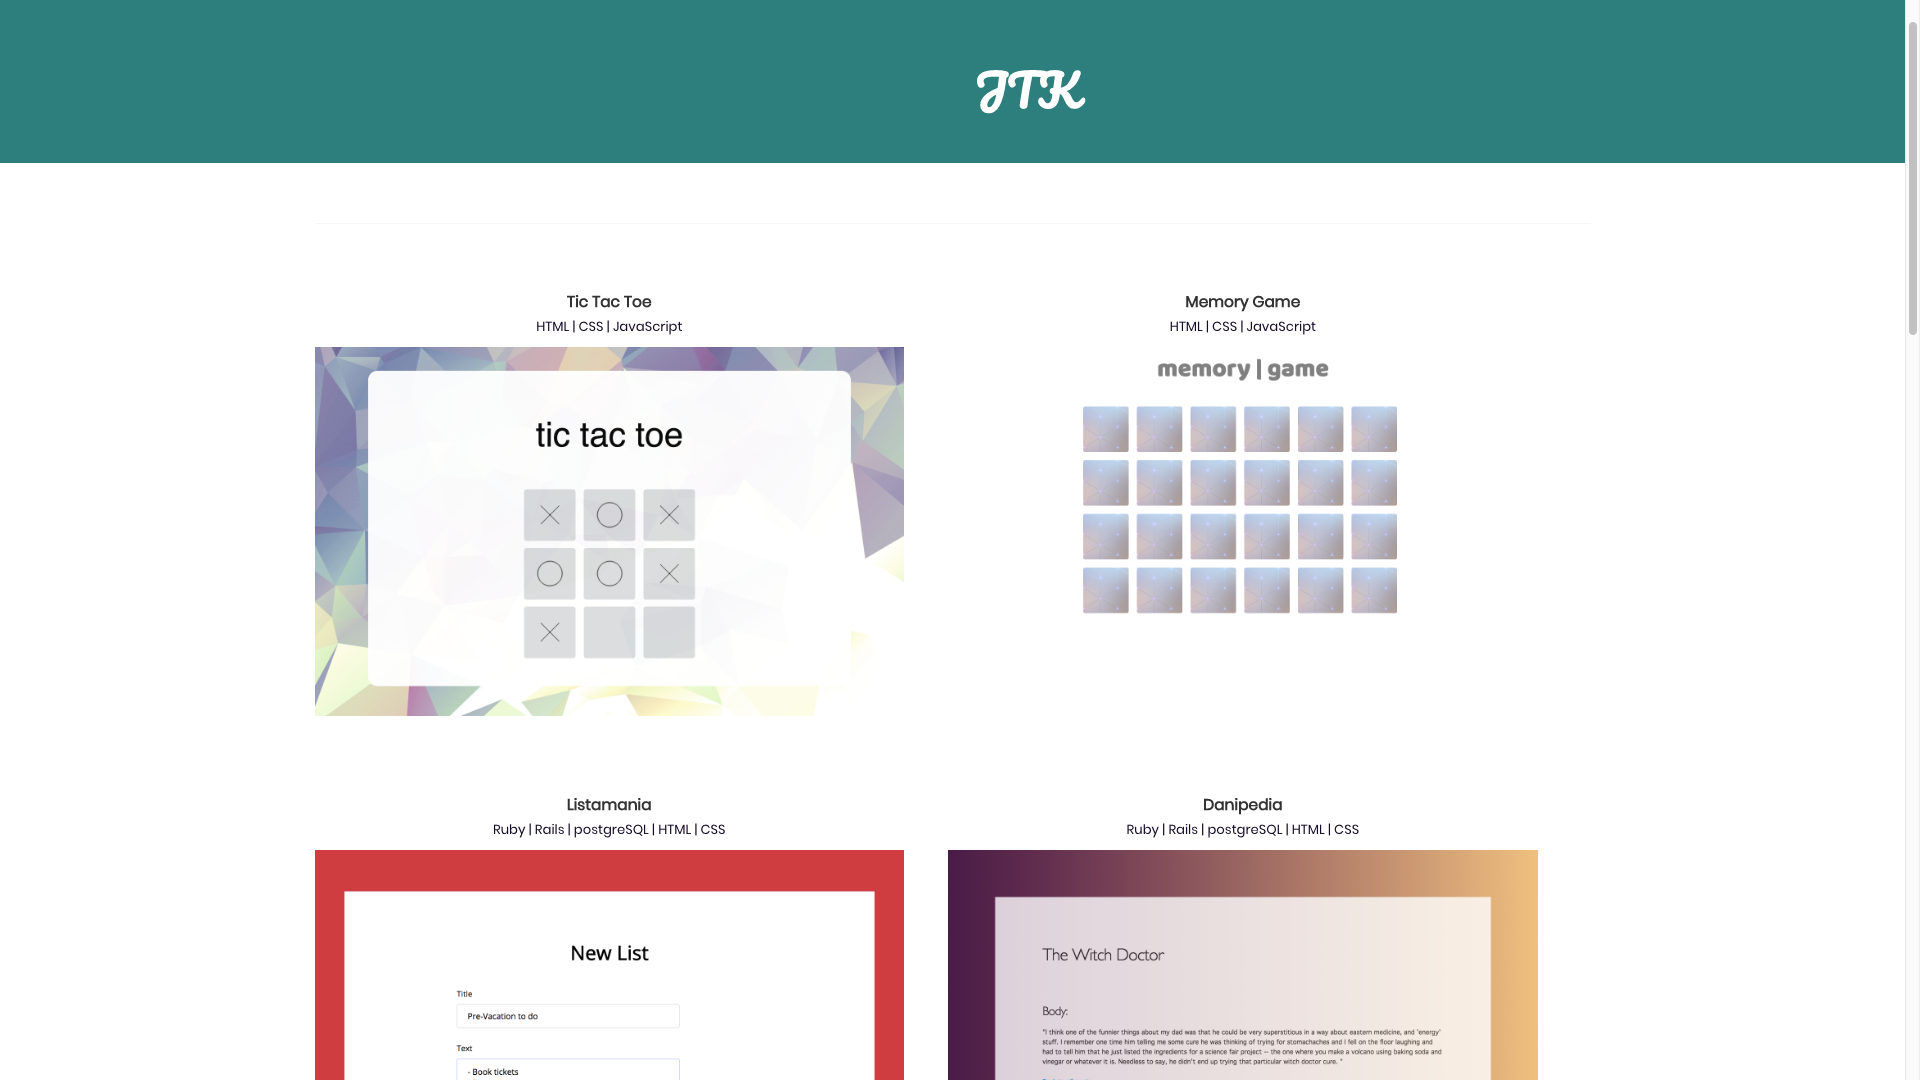 JTK
Tic Tac Toe
HTML | CSS | JavaScript
tic tac toe
Memory Game
HTML | CSS | JavaScript
memory | game
Listamania
Ruby | Rails | postgreSQL | HTML | CSS
New List
Title
Pre-Vacation to do
Text
- Book tickets
Danipedia
Ruby | Rails | postgreSQL | HTML | CSS
The Witch Doctor
Body:
"I think one of the funnier things about my dad was that he could be very superstitious in a way about eastern medicine, and 'energy'
stuff. I remember one time him telling me some cure he was thinking of trying for stomachaches and I fell on the floor laughing and
had to tell him that he just listed the ingredients for a science fair project -- the one where you make a volcano using baking soda and
vinegar or whatever it is. Needless to say, he didn't end up trying that particular witch doctor cure. "